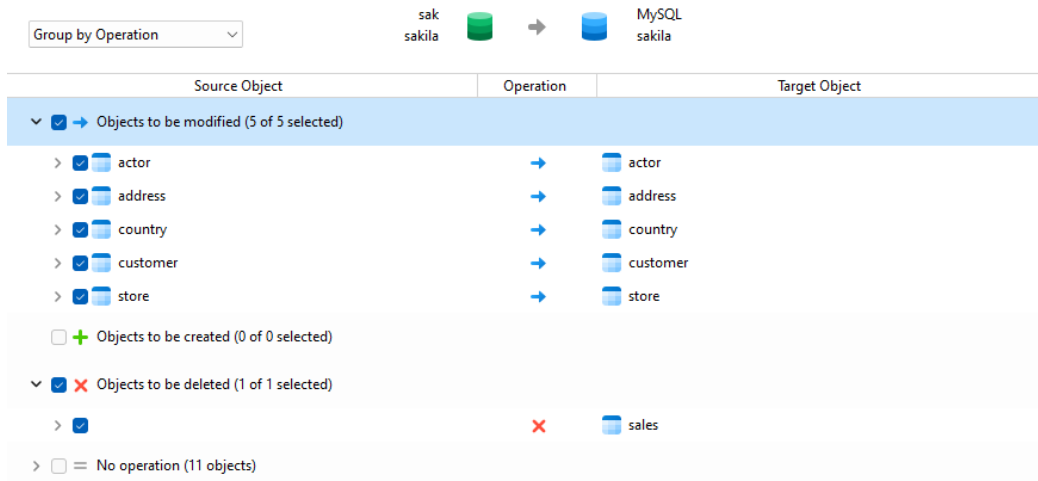 Group by Operation
sak
sakila
MySQL
sakila
Source Object Operation Target Object
Objects to be modified (5 of 5 selected)
actor actor
address address
country country
customer customer
store store
Objects to be created (0 of 0 selected)
Objects to be deleted (1 of 1 selected)
sales
No operation (11 objects)